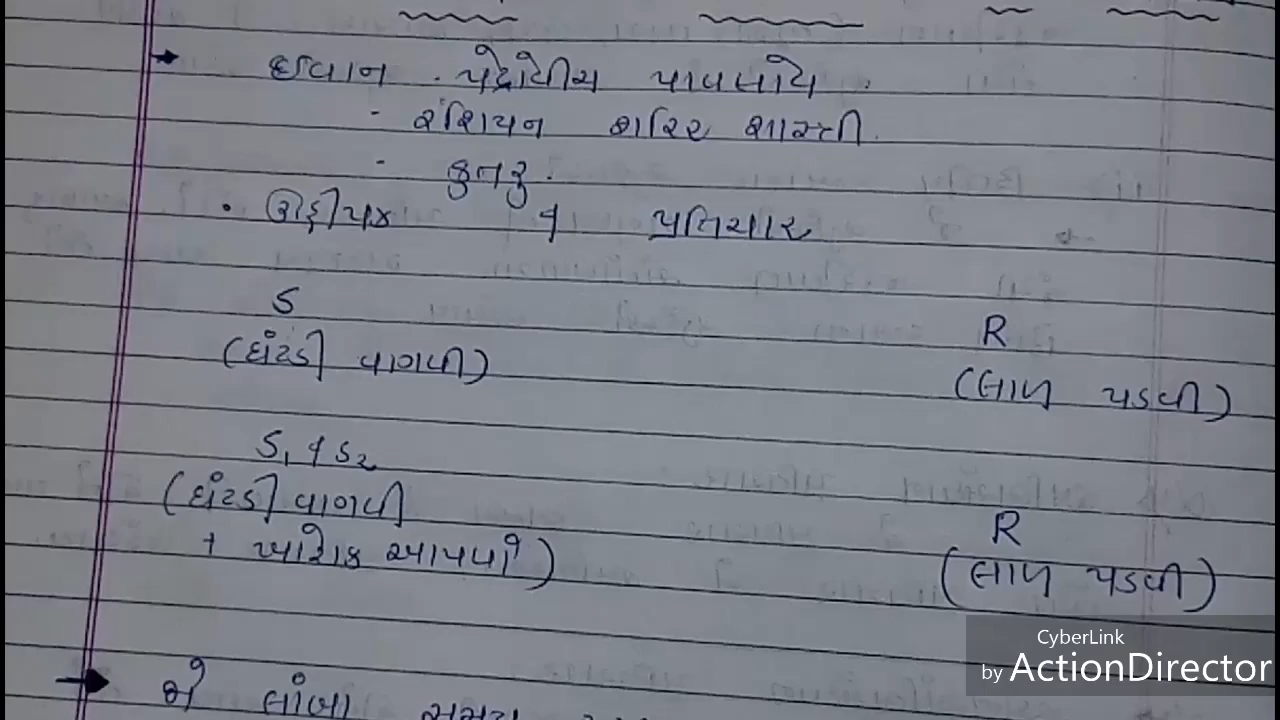 ઇવાન પેટ્રોવીચ પાવલોવ.
- રશિયન શરિર શાસ્ત્રી.
- કુતરુ.
• ઉદ્દીપક ન પ્રતિચાર
S
R
(ઘંટડી વાગવી)
(લાળ પડવી)
S1 ન S2
(ઘંટડી વાગવી
+ ખોરાક આપવો)
R
(લાળ પડવી)
જે લાંબા સમય
CyberLink
by ActionDirector